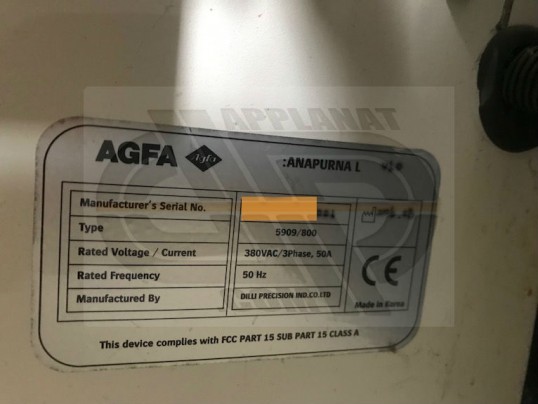 APPLANAT
AGFA Agfa :ANAPURNA L
Manufacturer's Serial No.
Type 5909/800
Rated Voltage / Current 380VAC/3Phase, 50A
Rated Frequency 50 Hz
Manufactured By DILLI PRECISION IND.CO.LTD
CE
Made in Korea
This device complies with FCC PART 15 SUB PART 15 CLASS A